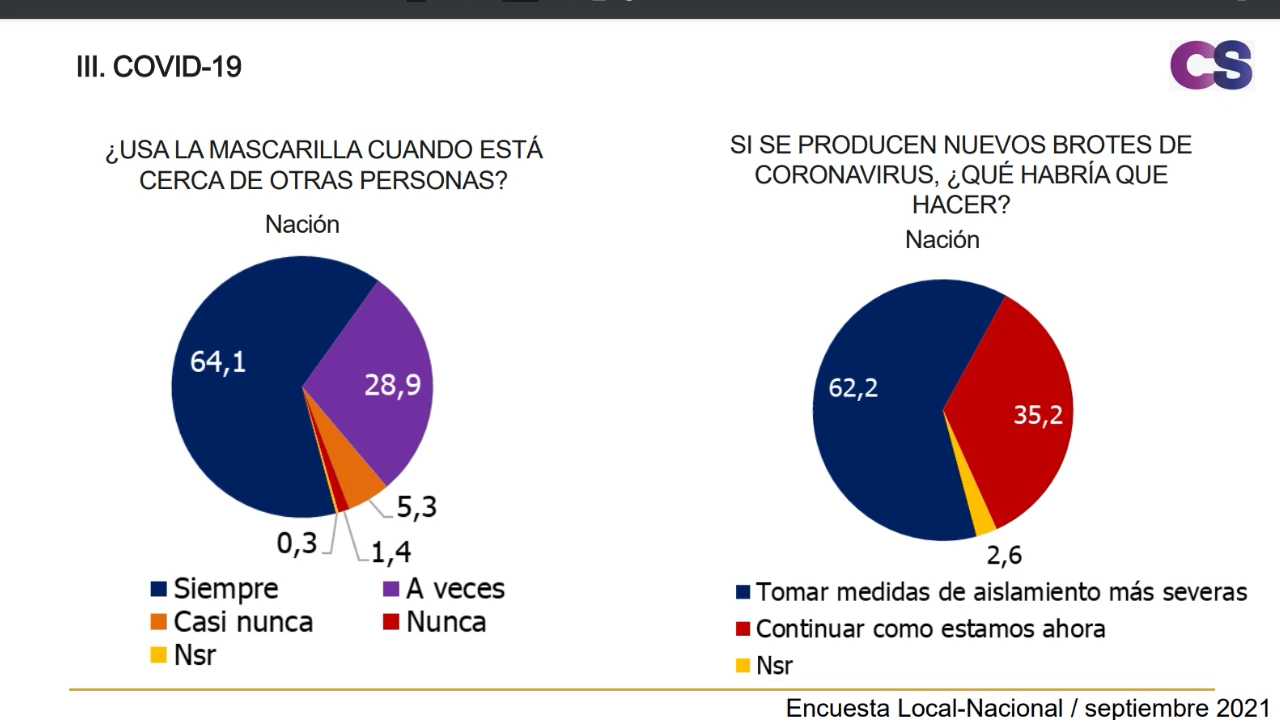 III. COVID-19
CS
¿USA LA MASCARILLA CUANDO ESTÁ
CERCA DE OTRAS PERSONAS?
Nación
64,1
28,9
5,3
0,3
1,4
Siempre
A veces
Casi nunca
Nunca
Nsr
SI SE PRODUCEN NUEVOS BROTES DE
CORONAVIRUS, ¿QUÉ HABRÍA QUE
HACER?
Nación
62,2
35,2
2,6
Tomar medidas de aislamiento más severas
Continuar como estamos ahora
Nsr
Encuesta Local-Nacional / septiembre 2021